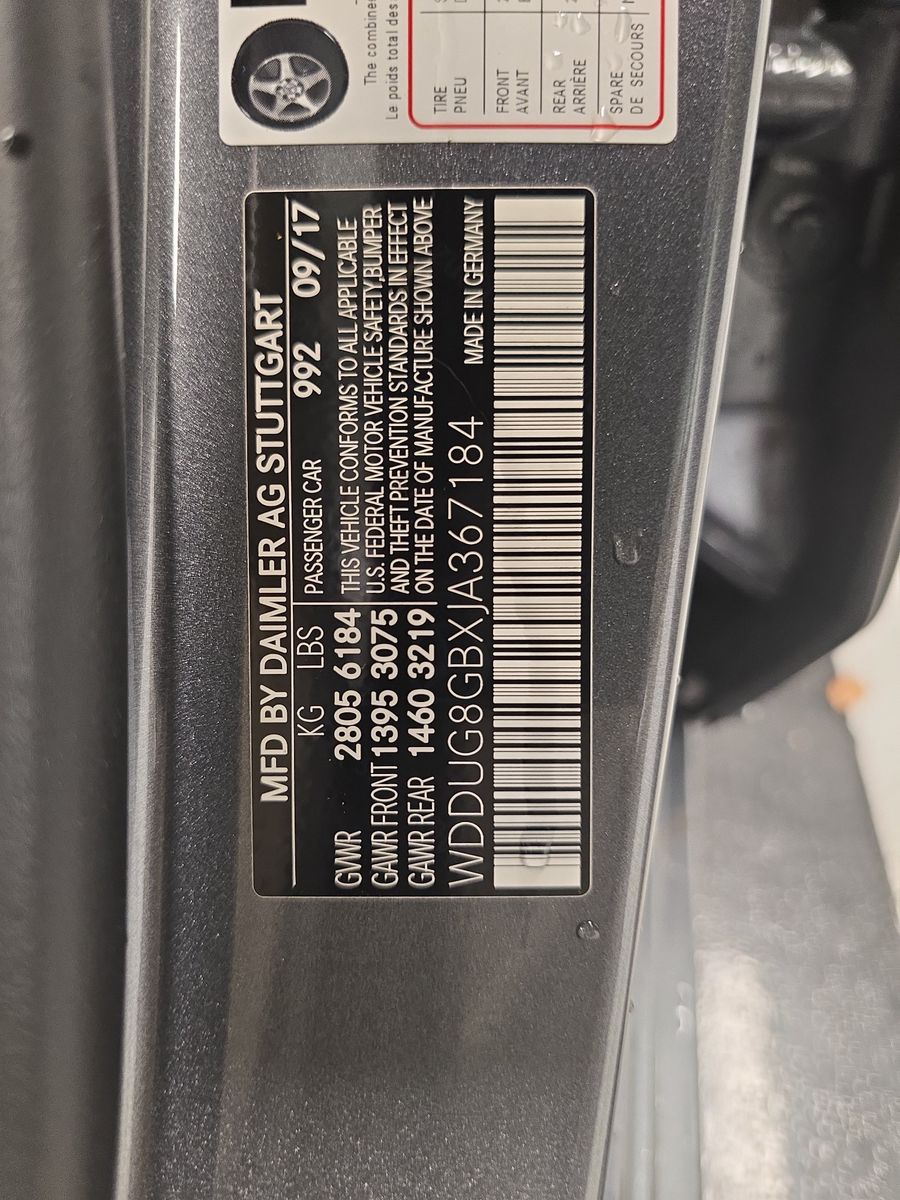 MFD BY DAIMLER AG STUTTGART
KG LBS PASSENGER CAR 992 09/17
GVWR 2805 6184 THIS VEHICLE CONFORMS TO ALL APPLICABLE
GAWR FRONT 1395 3075 U.S. FEDERAL MOTOR VEHICLE SAFETY,BUMPER
GAWR REAR 1460 3219 AND THEFT PREVENTION STANDARDS IN EFFECT
ON THE DATE OF MANUFACTURE SHOWN ABOVE
WDDUG8GBXJA367184 MADE IN GERMANY
The combined
Le poids total des
TIRE
PNEU
FRONT
AVANT
REAR
ARRIÈRE
SPARE
DE SECOURS